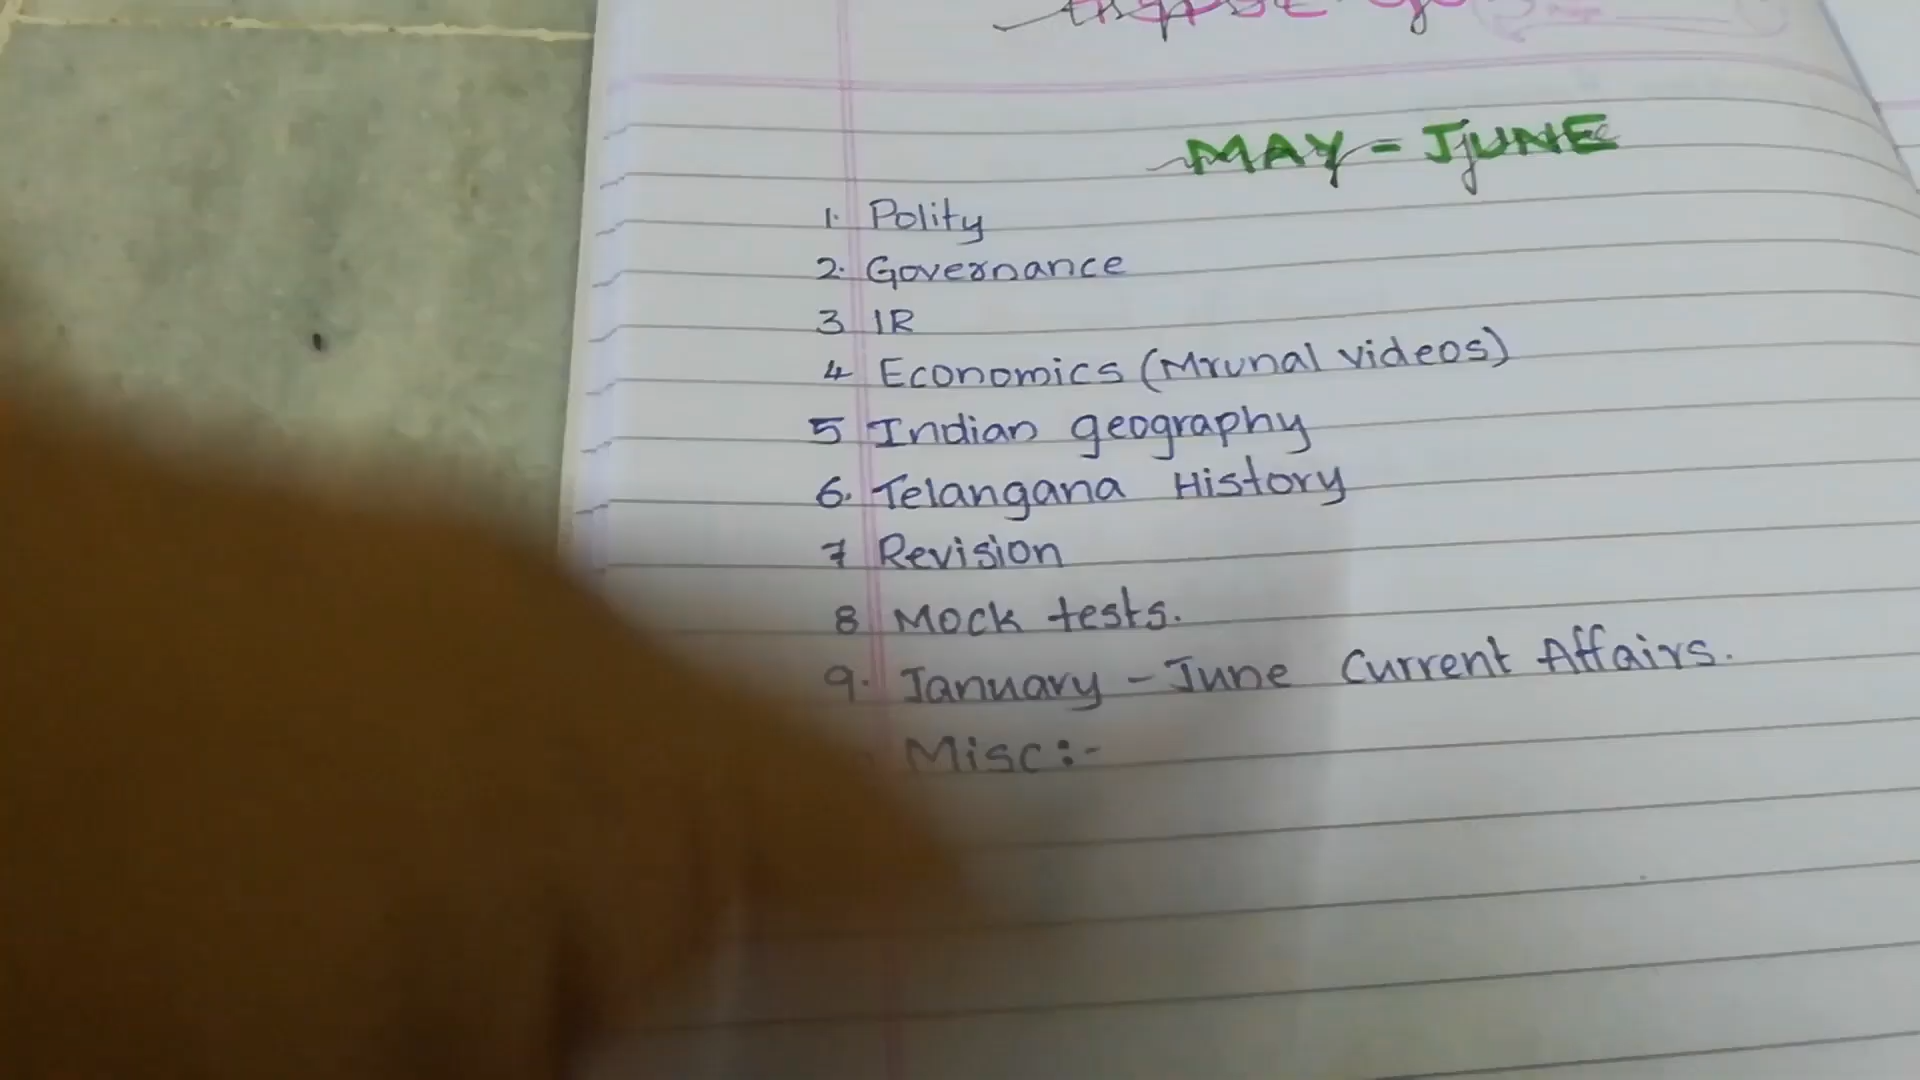 MAY - JUNE
1. Polity
2. Governance
3 IR
4 Economics (Mrunal videos)
5 Indian geography
6. Telangana History
7 Revision
8 Mock tests.
9. January - June Current Affairs.
Misc:-